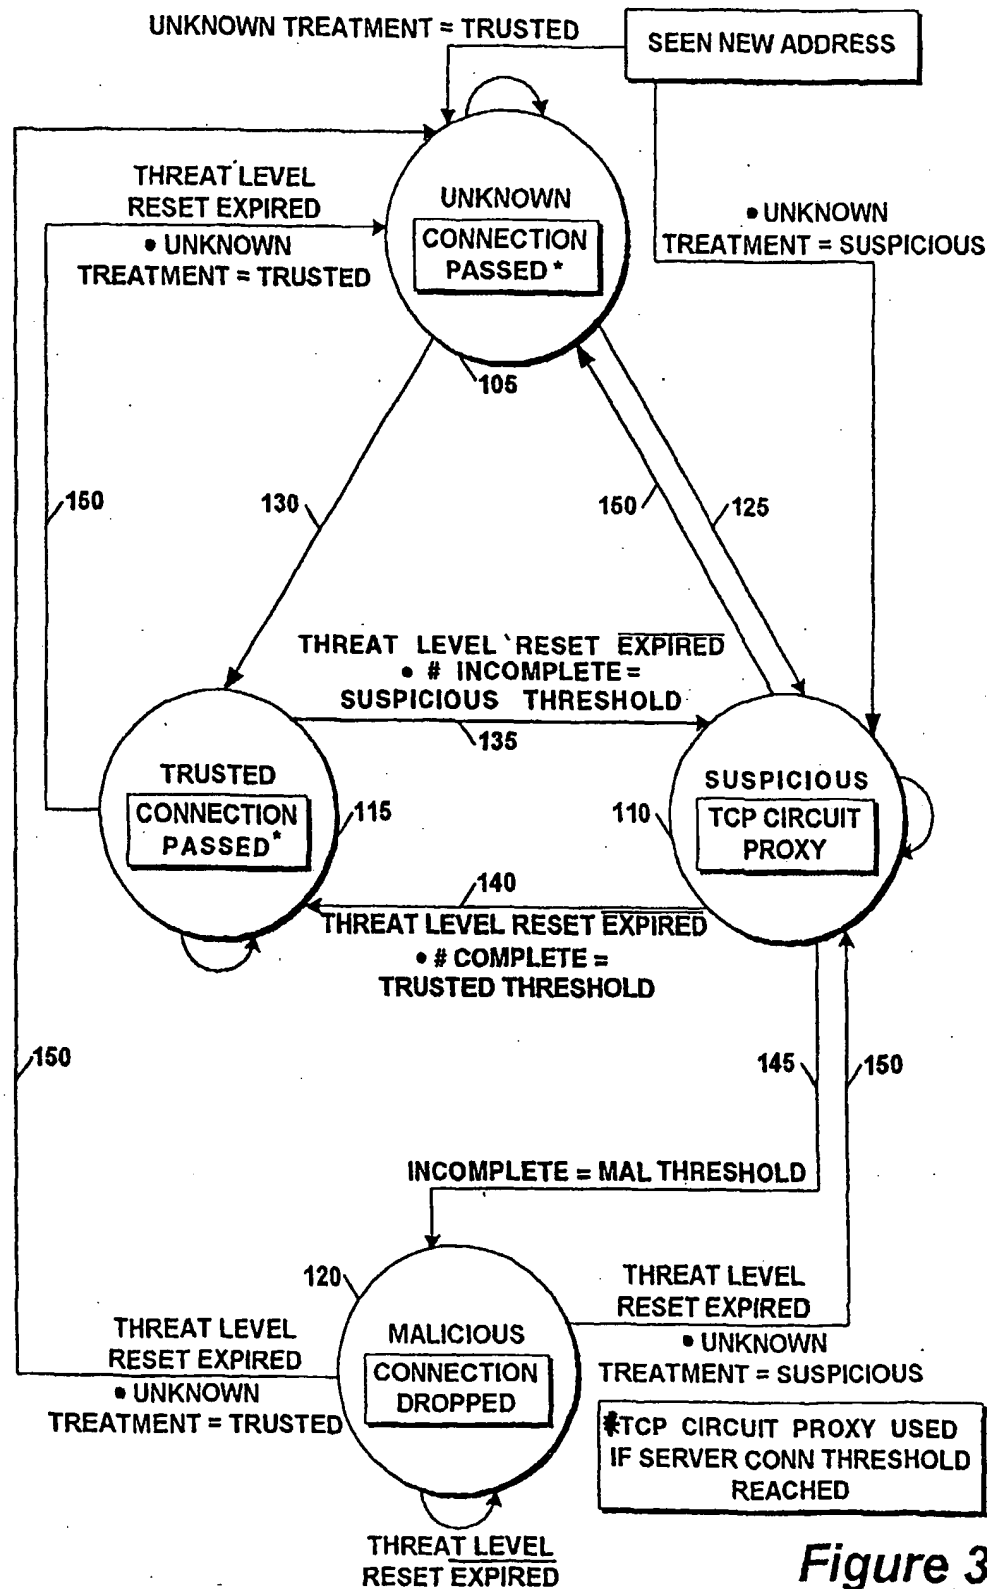 UNKNOWN TREATMENT = TRUSTED
SEEN NEW ADDRESS
THREAT LEVEL
RESET EXPIRED
• UNKNOWN
TREATMENT = TRUSTED
UNKNOWN
CONNECTION
PASSED *
• UNKNOWN
TREATMENT = SUSPICIOUS
105
150
130
150
125
THREAT LEVEL RESET EXPIRED
• # INCOMPLETE =
SUSPICIOUS THRESHOLD
135
TRUSTED
CONNECTION
PASSED*
115
110
SUSPICIOUS
TCP CIRCUIT
PROXY
140
THREAT LEVEL RESET EXPIRED
• # COMPLETE =
TRUSTED THRESHOLD
150
145
150
INCOMPLETE = MAL THRESHOLD
120
MALICIOUS
CONNECTION
DROPPED
THREAT LEVEL
RESET EXPIRED
• UNKNOWN
TREATMENT = TRUSTED
THREAT LEVEL
RESET EXPIRED
• UNKNOWN
TREATMENT = SUSPICIOUS
*TCP CIRCUIT PROXY USED
IF SERVER CONN THRESHOLD
REACHED
THREAT LEVEL
RESET EXPIRED
Figure 3